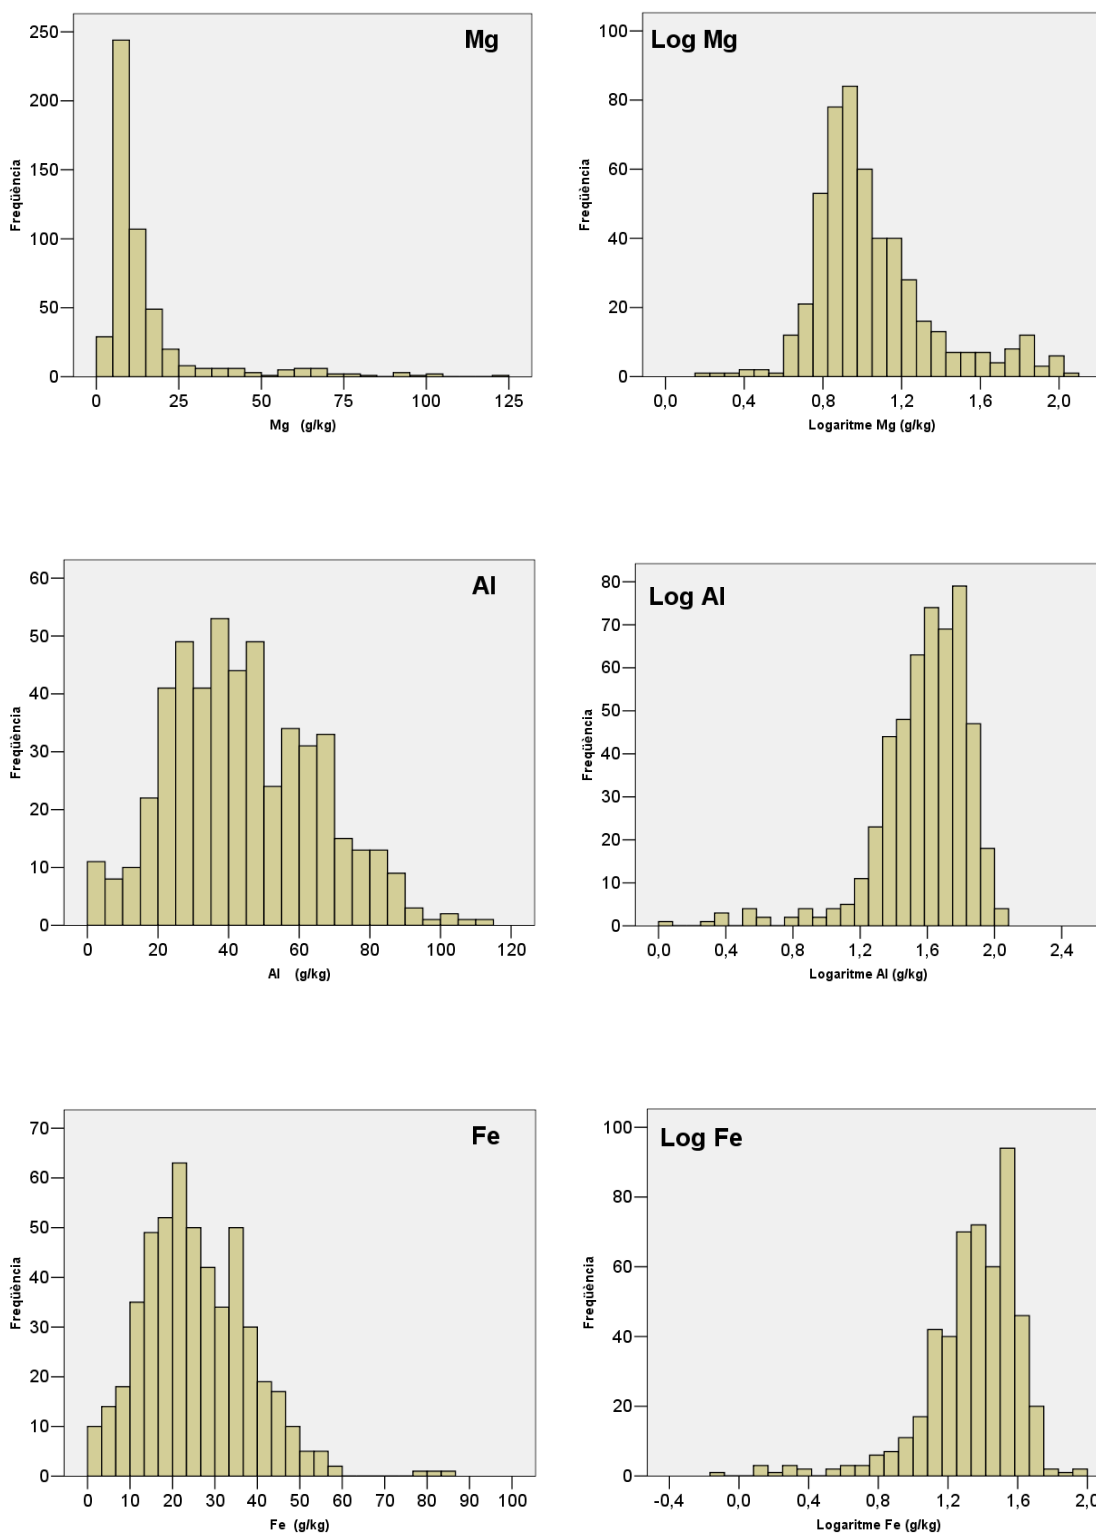 Mg
250
200
150
100
50
0
Freqüència
0 25 50 75 100 125
Mg (g/kg)
Log Mg
100
80
60
40
20
0
Freqüència
0,0 0,4 0,8 1,2 1,6 2,0
Logaritme Mg (g/kg)
Al
60
50
40
30
20
10
0
Freqüència
0 20 40 60 80 100 120
Al (g/kg)
Log Al
80
70
60
50
40
30
20
10
0
Freqüència
0,0 0,4 0,8 1,2 1,6 2,0 2,4
Logaritme Al (g/kg)
Fe
70
60
50
40
30
20
10
0
Freqüència
0 10 20 30 40 50 60 70 80 90 100
Fe (g/kg)
Log Fe
100
80
60
40
20
0
Freqüència
-0,4 0,0 0,4 0,8 1,2 1,6 2,0
Logaritme Fe (g/kg)